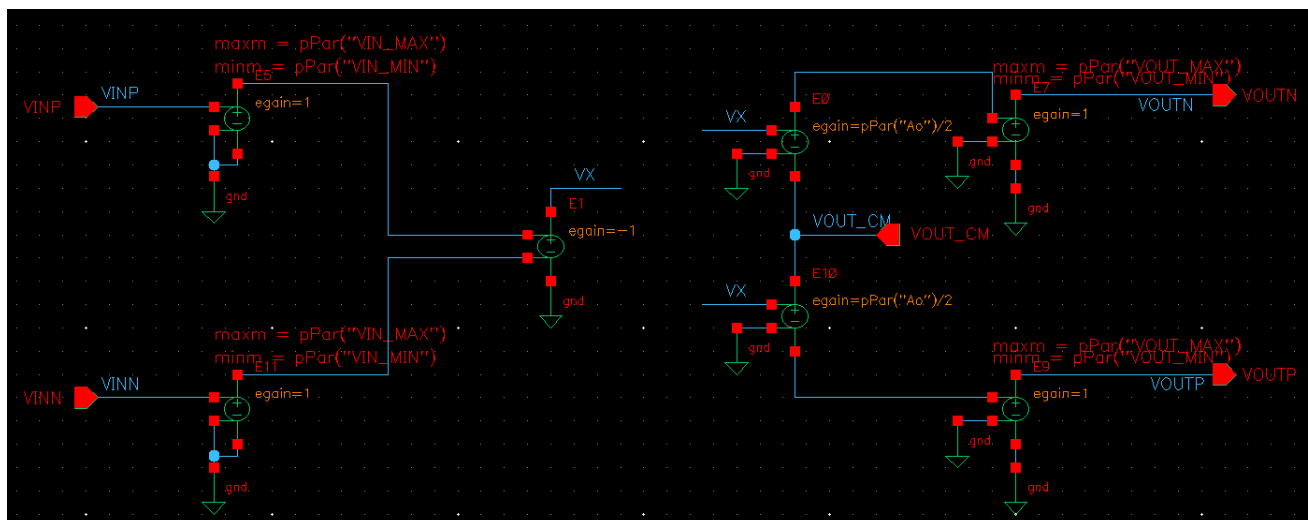 maxm = pPar("VIN_MAX")
minm = pPar("VIN_MIN")
E5
VINP
VINP
egain=1
gnd
maxm = pPar("VOUT_MAX")
minm = pPar("VOUT_MIN")
E7
VOUTN
VOUTN
egain=1
gnd
gnd
VX
E0
egain=pPar("Ao")/2
gnd
VX
E1
egain=-1
gnd
VOUT_CM
VOUT_CM
VX
E10
egain=pPar("Ao")/2
gnd
maxm = pPar("VIN_MAX")
minm = pPar("VIN_MIN")
E11
VINN
VINN
egain=1
gnd
maxm = pPar("VOUT_MAX")
minm = pPar("VOUT_MIN")
E9
VOUTP
VOUTP
egain=1
gnd
gnd